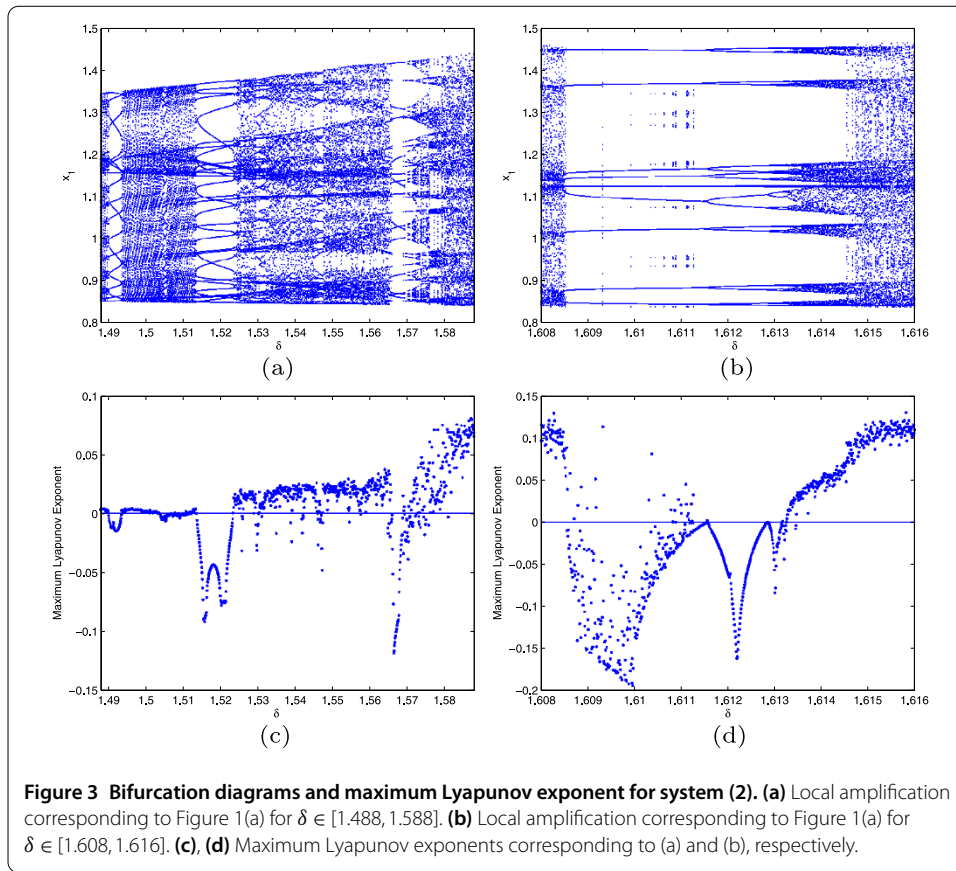 1.5
1.4
1.3
1.2
1.1
1
0.9
0.8
x₁
1.49 1.5 1.51 1.52 1.53 1.54 1.55 1.56 1.57 1.58
δ
(a)
1.5
1.4
1.3
1.2
1.1
1
0.9
0.8
x₁
1.608 1.609 1.61 1.611 1.612 1.613 1.614 1.615 1.616
δ
(b)
0.1
0.05
0
−0.05
−0.1
−0.15
Maximum Lyapunov Exponent
1.49 1.5 1.51 1.52 1.53 1.54 1.55 1.56 1.57 1.58
δ
(c)
0.15
0.1
0.05
0
−0.05
−0.1
−0.15
−0.2
Maximum Lyapunov Exponent
1.608 1.609 1.61 1.611 1.612 1.613 1.614 1.615 1.616
δ
(d)
Figure 3 Bifurcation diagrams and maximum Lyapunov exponent for system (2). (a) Local amplification
corresponding to Figure 1(a) for δ ∈ [1.488, 1.588]. (b) Local amplification corresponding to Figure 1(a) for
δ ∈ [1.608, 1.616]. (c), (d) Maximum Lyapunov exponents corresponding to (a) and (b), respectively.